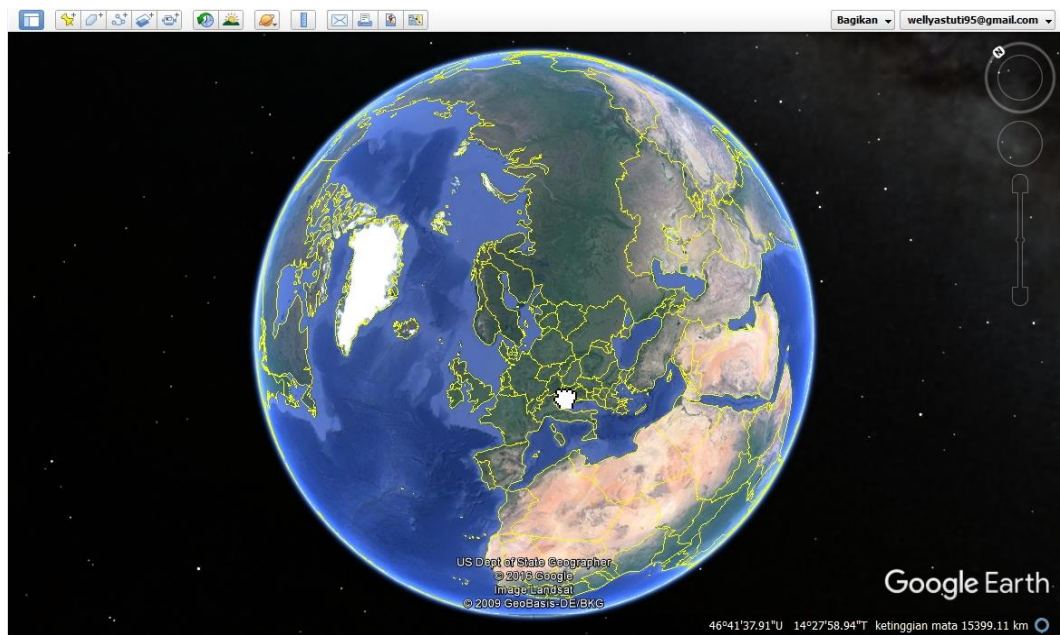 Bagikan wellyastuti95@gmail.com
N
US Dept of State Geographer
© 2016 Google
Image Landsat
© 2009 GeoBasis-DE/BKG
Google Earth
46°41'37.91"U 14°27'58.94"T ketinggian mata 15399.11 km